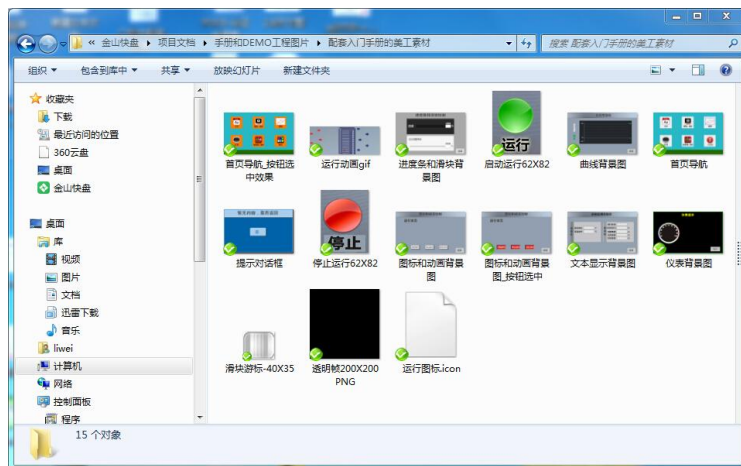 « 金山快盘 ▸ 项目文档 ▸ 手册和DEMO工程图片 ▸ 配套入门手册的美工素材
搜索 配套入门手册的美工素材
组织 包含到库中 共享 放映幻灯片 新建文件夹
收藏夹
下载
最近访问的位置
360云盘
桌面
金山快盘
桌面
库
视频
图片
文档
迅雷下载
音乐
liwei
计算机
网络
控制面板
程序
运行
首页导航_按钮选
中效果
运行动画gif
进度条和滑块背
景图
启动运行62X82
曲线背景图
首页导航
停止
提示对话框
停止运行62X82
图标和动画背景
图
图标和动画背景
图_按钮选中
文本显示背景图
仪表背景图
滑块游标-40X35
透明帧200X200
PNG
运行图标.icon
15 个对象